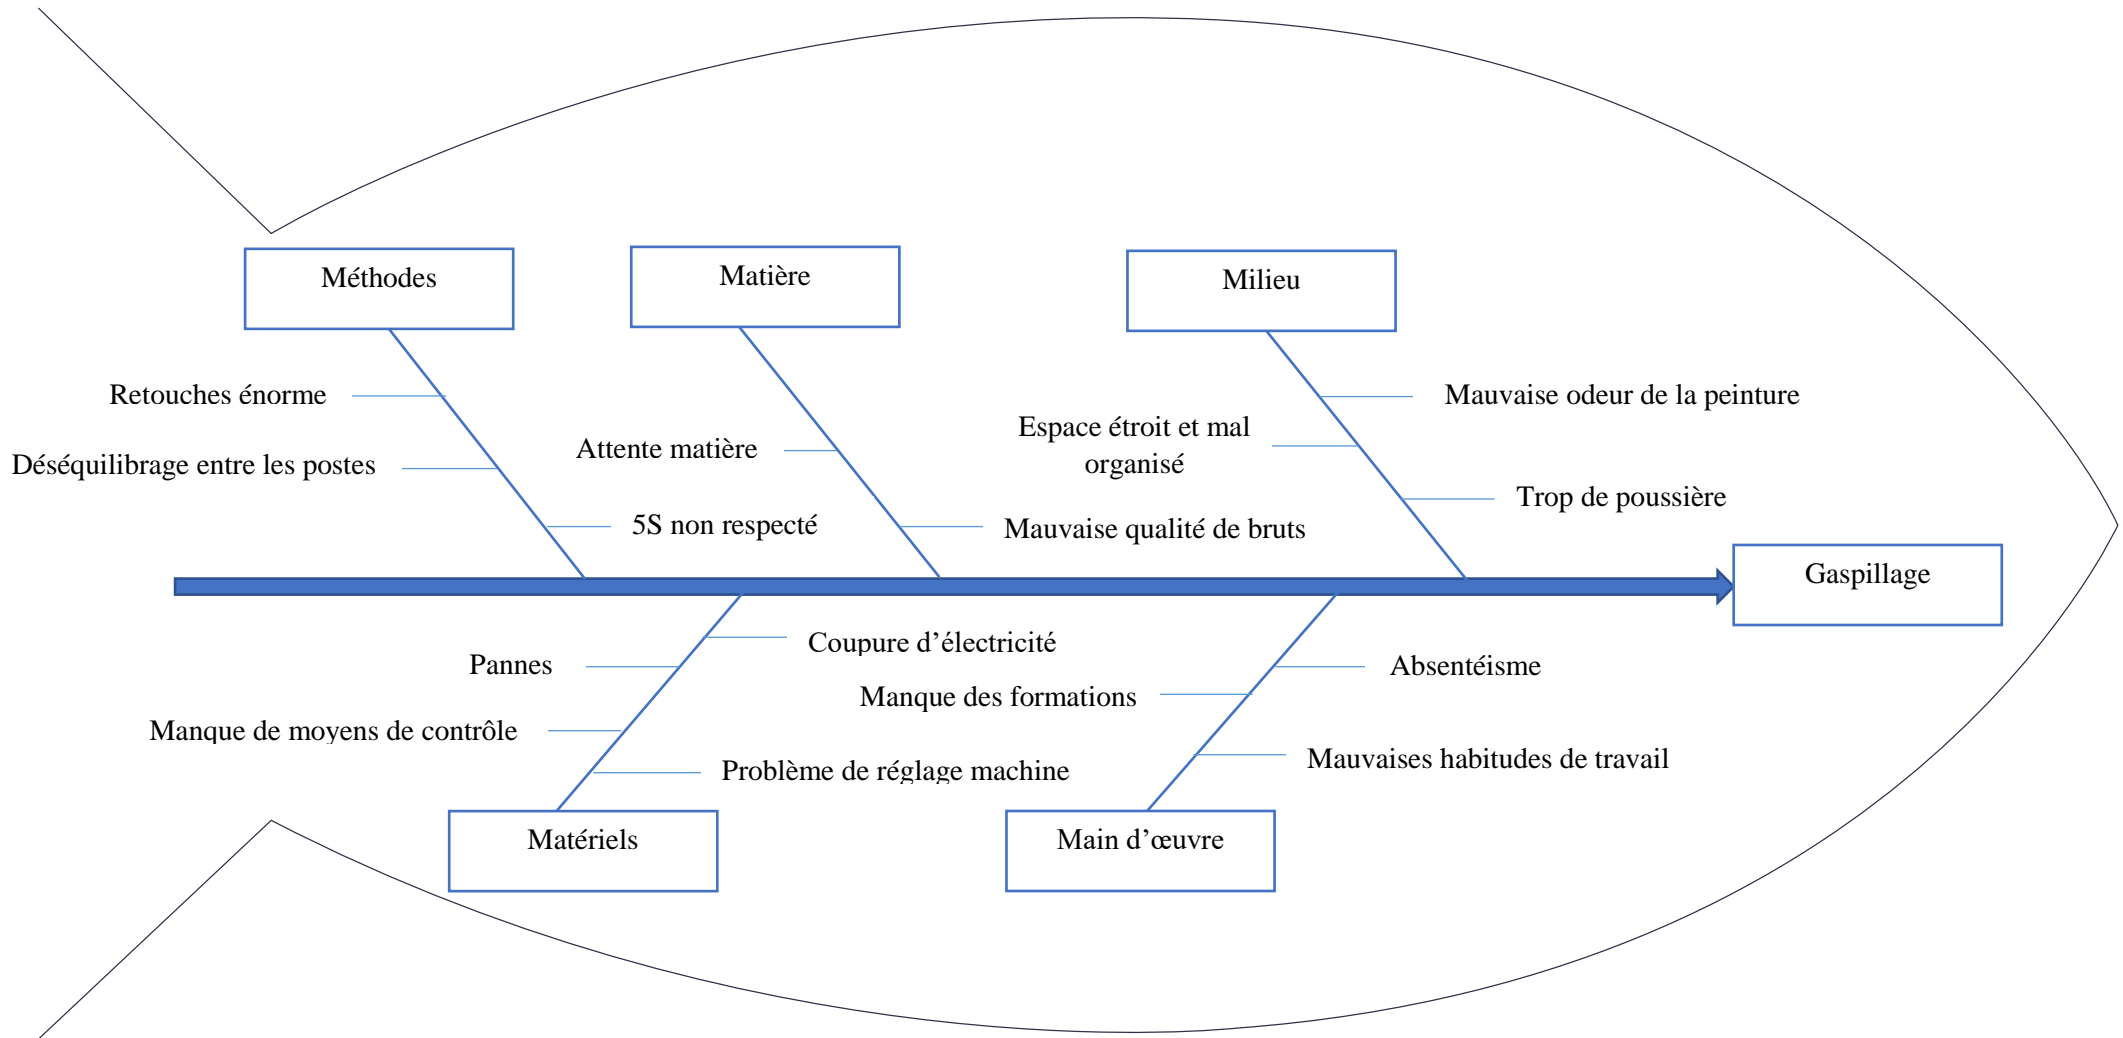 Méthodes
Matière
Milieu
Retouches énorme
Mauvaise odeur de la peinture
Espace étroit et mal
organisé
Attente matière
Déséquilibrage entre les postes
Trop de poussière
5S non respecté
Mauvaise qualité de bruts
Gaspillage
Coupure d’électricité
Pannes
Absentéisme
Manque des formations
Manque de moyens de contrôle
Mauvaises habitudes de travail
Problème de réglage machine
Matériels
Main d’œuvre